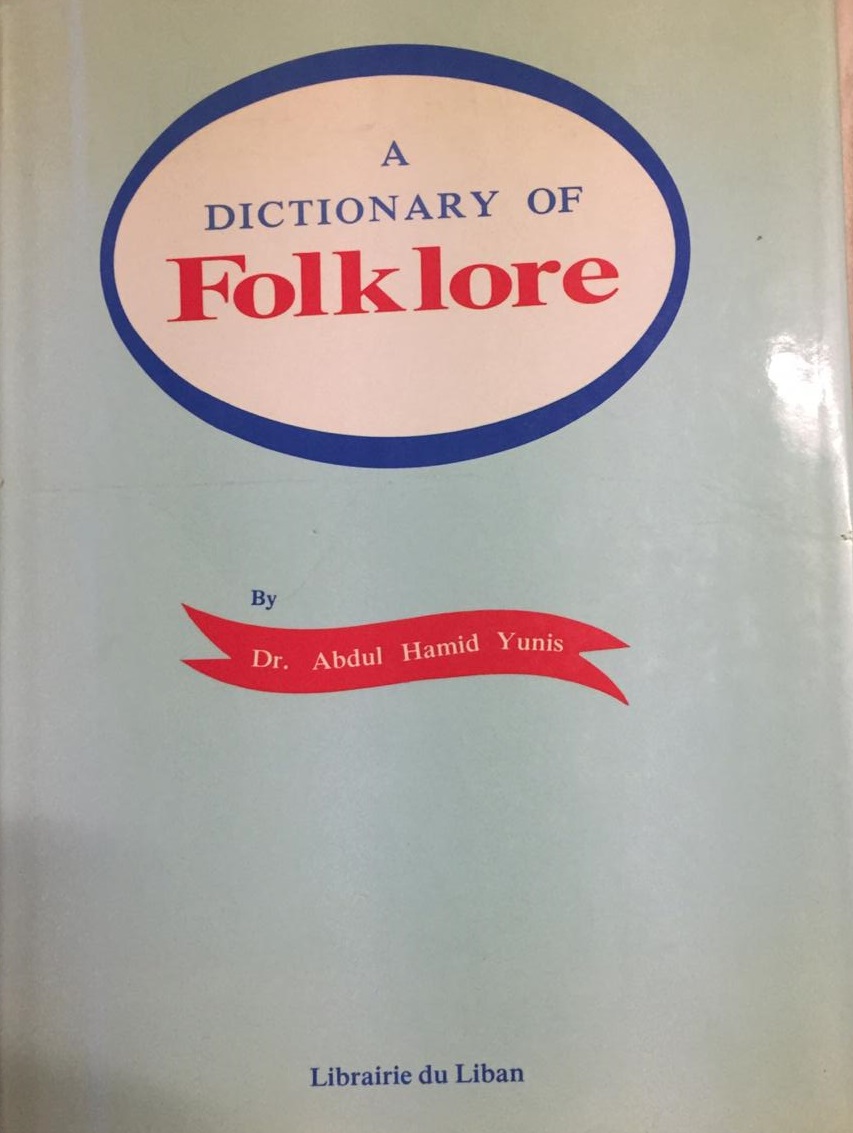 A
DICTIONARY OF
Folklore
By
Dr. Abdul Hamid Yunis
Librairie du Liban